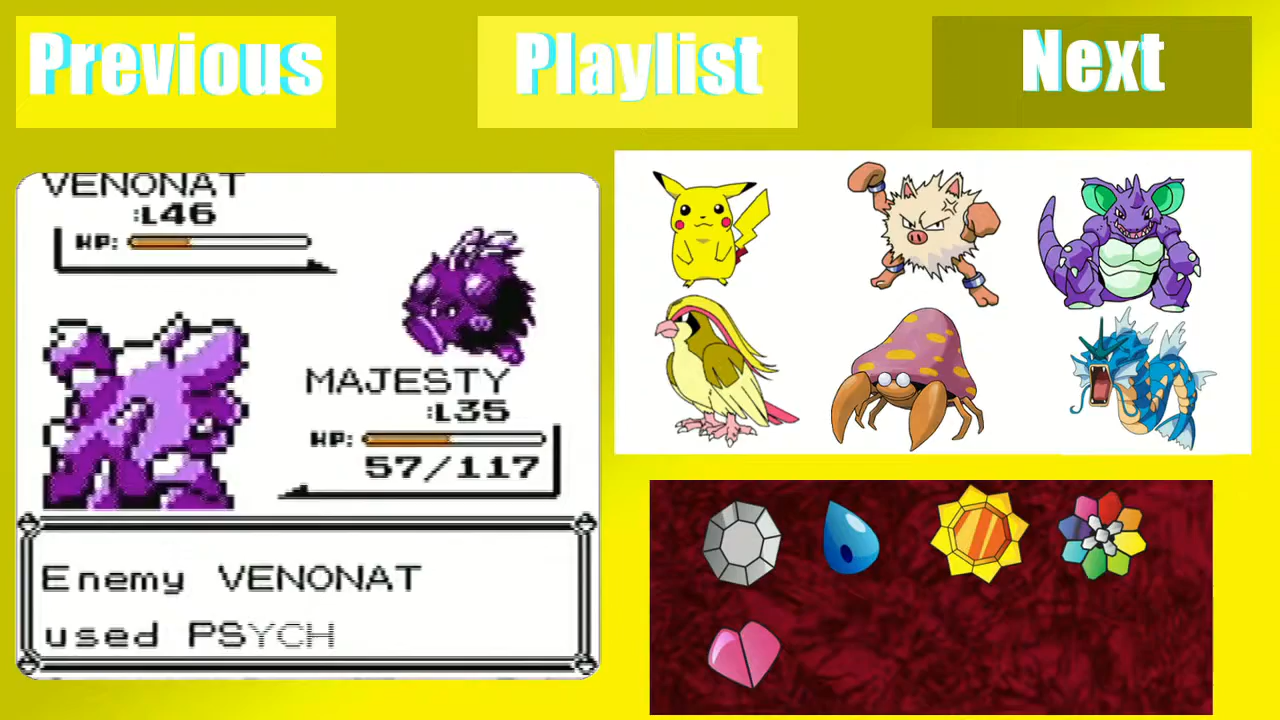 Previous
Playlist
Next
VENONAT
:L46
HP:
MAJESTY
:L35
HP:
57/117
Enemy VENONAT
used PSYCH